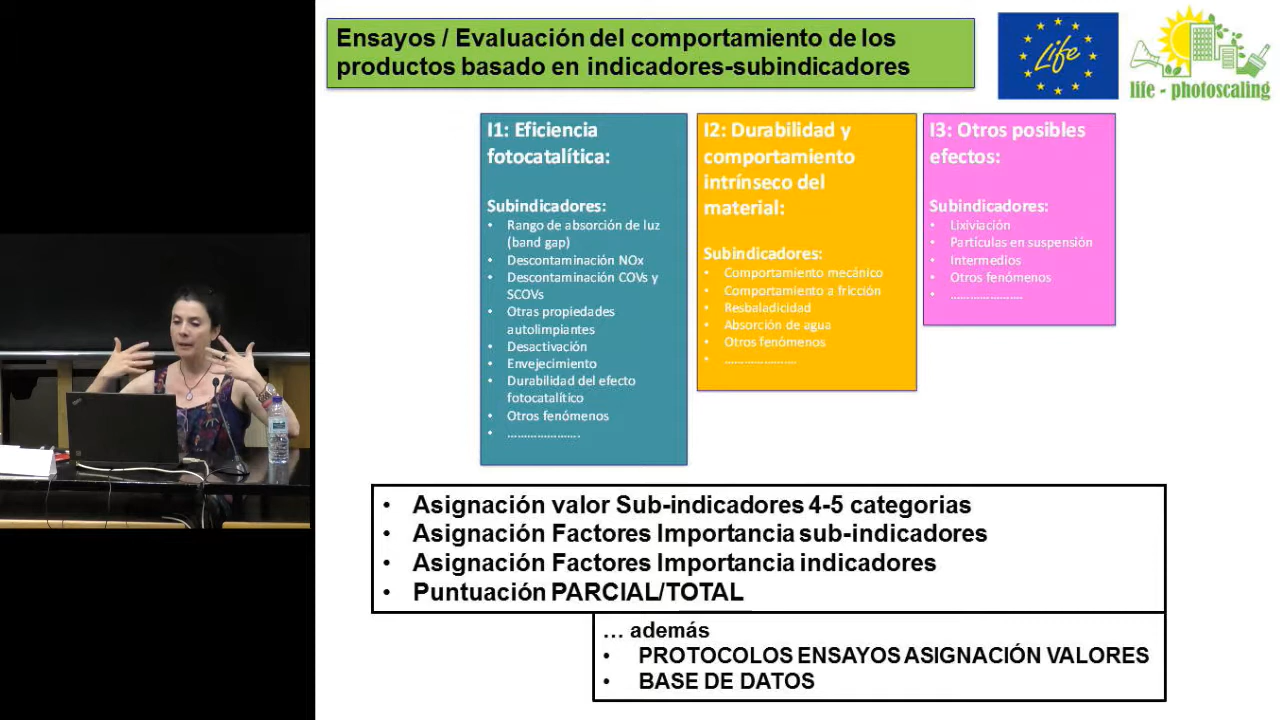 Ensayos / Evaluación del comportamiento de los
productos basado en indicadores-subindicadores
Life
life - photoscaling
I1: Eficiencia
fotocatalítica:
Subindicadores:
• Rango de absorción de luz
(band gap)
• Descontaminación NOx
• Descontaminación COVs y
SCOVs
• Otras propiedades
autolimpiantes
• Desactivación
• Envejecimiento
• Durabilidad del efecto
fotocatalítico
• Otros fenómenos
• ......................
I2: Durabilidad y
comportamiento
intrínseco del
material:
Subindicadores:
• Comportamiento mecánico
• Comportamiento a fricción
• Resbaladicidad
• Absorción de agua
• Otros fenómenos
• ......................
I3: Otros posibles
efectos:
Subindicadores:
• Lixiviación
• Partículas en suspensión
• Intermedios
• Otros fenómenos
• ......................
• Asignación valor Sub-indicadores 4-5 categorias
• Asignación Factores Importancia sub-indicadores
• Asignación Factores Importancia indicadores
• Puntuación PARCIAL/TOTAL
... además
• PROTOCOLOS ENSAYOS ASIGNACIÓN VALORES
• BASE DE DATOS